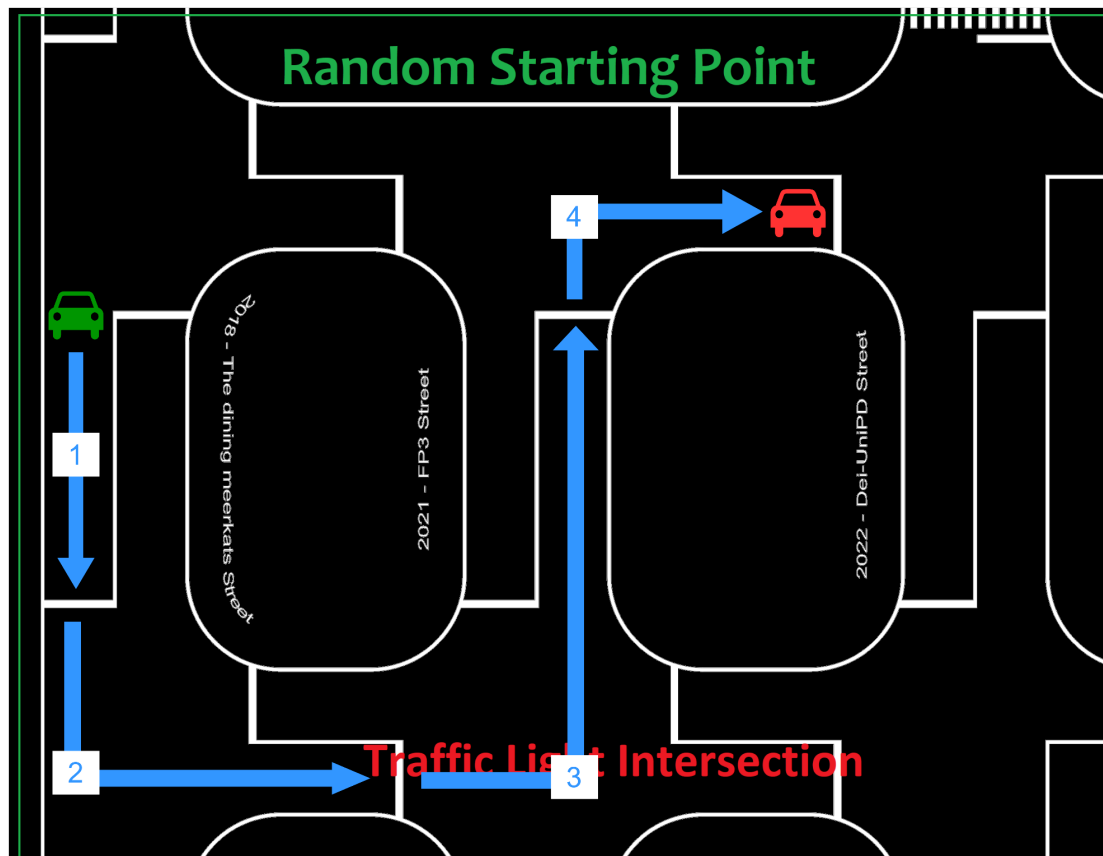 Random Starting Point
4
2018 - The dining meerkats Street
2021 - FP3 Street
2022 - Dei-UniPD Street
1
Traffic Light Intersection
2
3